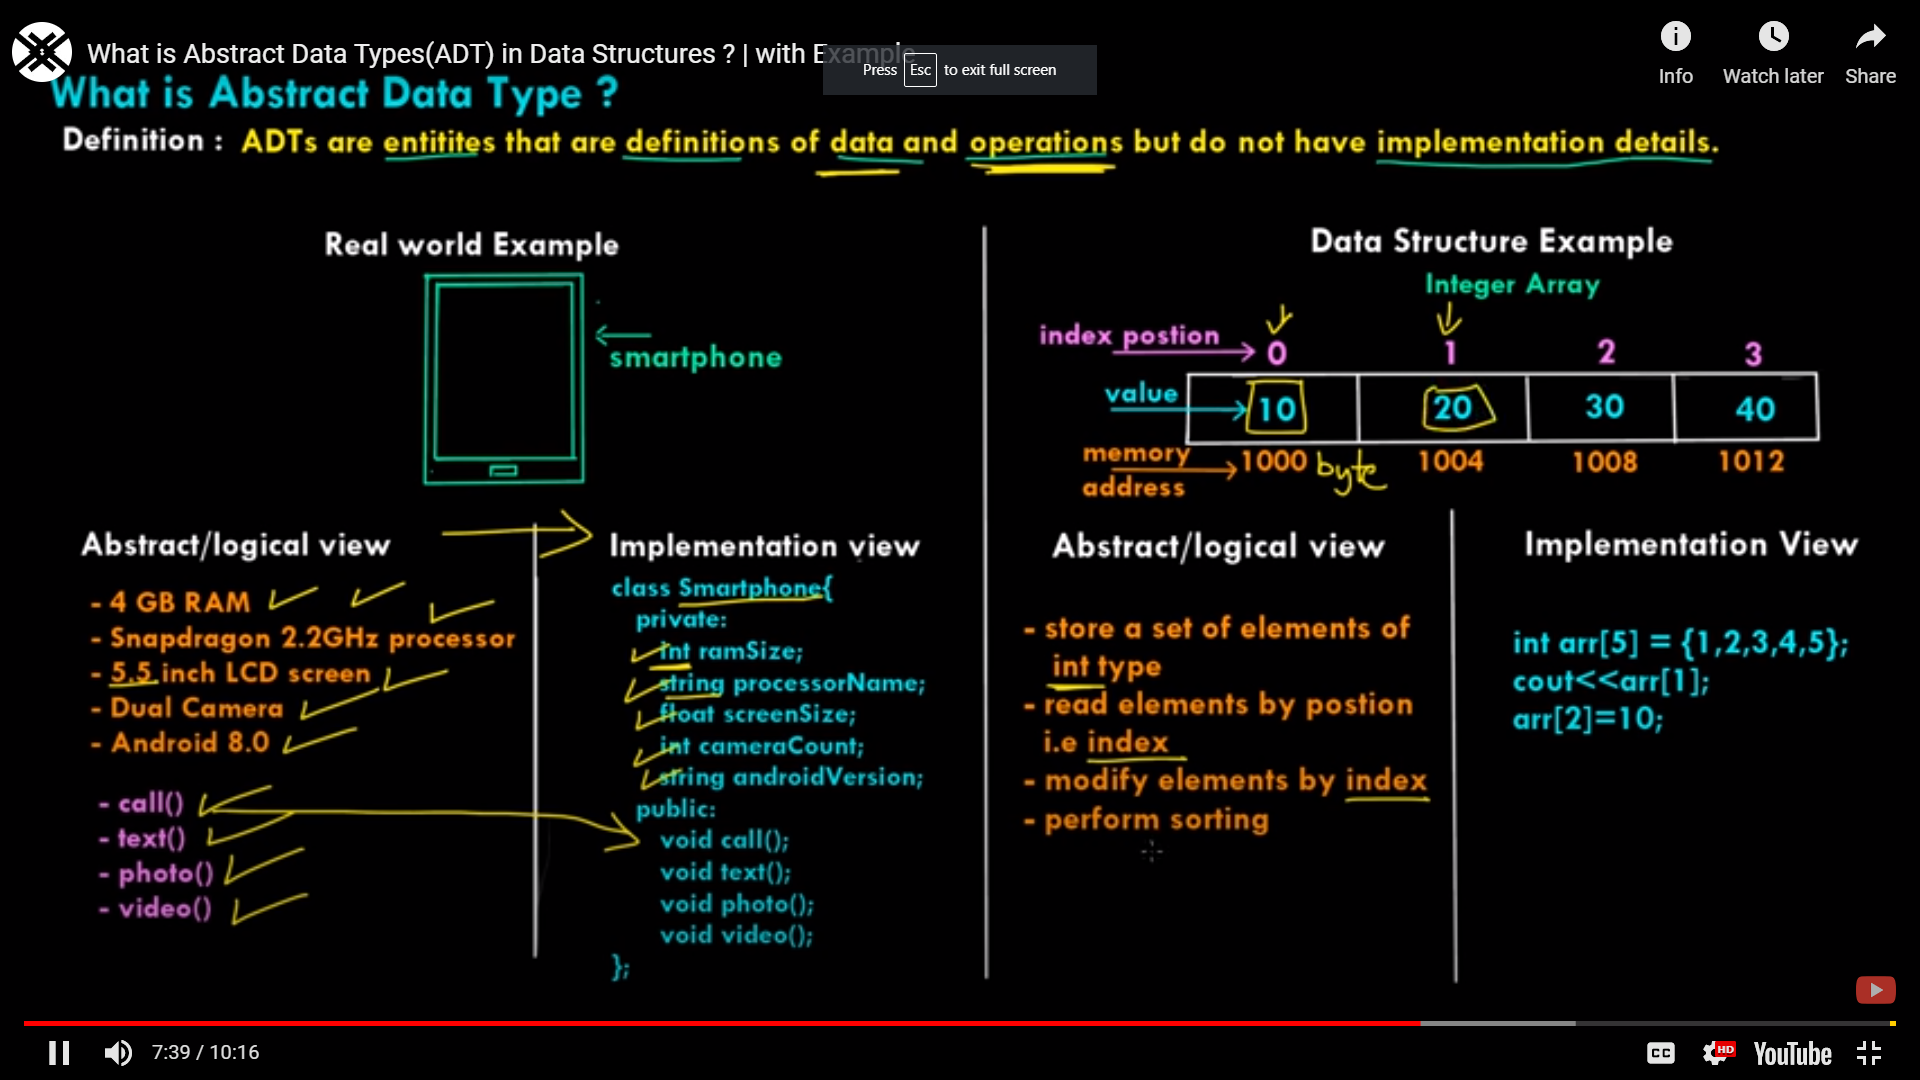 What is Abstract Data Types(ADT) in Data Structures ? | with Example
Press Esc to exit full screen
Info
Watch later
Share
What is Abstract Data Type ?
Definition : ADTs are entitites that are definitions of data and operations but do not have implementation details.
Real world Example
smartphone
Abstract/logical view
- 4 GB RAM
- Snapdragon 2.2GHz processor
- 5.5 inch LCD screen
- Dual Camera
- Android 8.0
- call()
- text()
- photo()
- video()
Implementation view
class Smartphone{
private:
int ramSize;
string processorName;
float screenSize;
int cameraCount;
string androidVersion;
public:
void call();
void text();
void photo();
void video();
};
Data Structure Example
Integer Array
index postion 0 1 2 3
value 10 20 30 40
memory address 1000 byte 1004 1008 1012
Abstract/logical view
- store a set of elements of
int type
- read elements by postion
i.e index
- modify elements by index
- perform sorting
Implementation View
int arr[5] = {1,2,3,4,5};
cout<<arr[1];
arr[2]=10;
7:39 / 10:16
CC
HD
YouTube